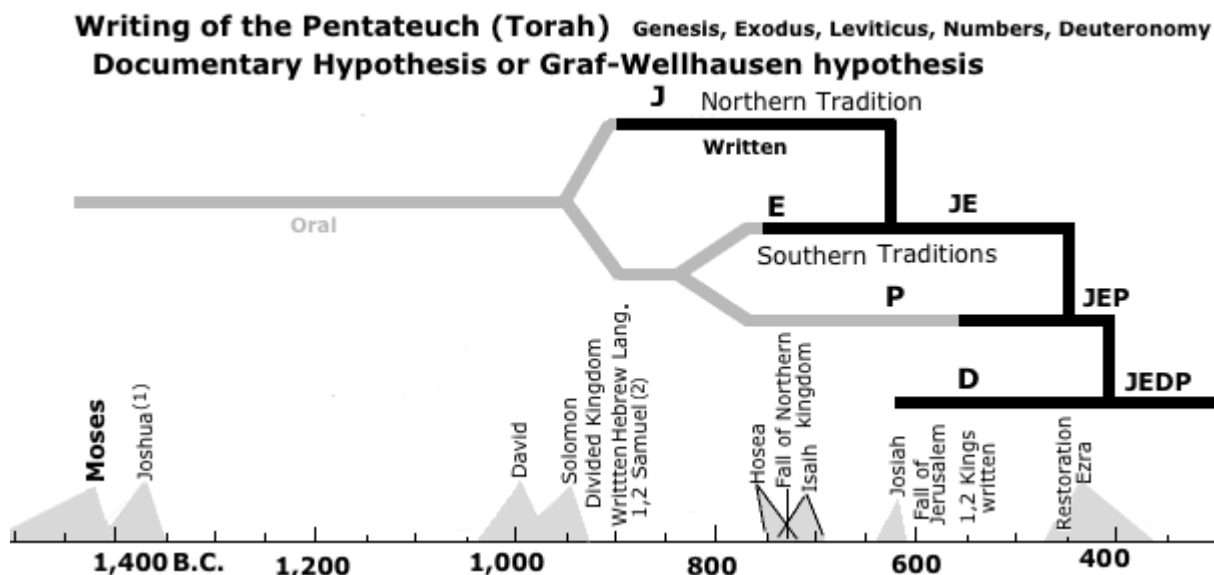 Writing of the Pentateuch (Torah) Genesis, Exodus, Leviticus, Numbers, Deuteronomy
Documentary Hypothesis or Graf-Wellhausen hypothesis
J Northern Tradition
Written
Oral
E
JE
Southern Traditions
P
JEP
D
JEDP
Moses
Joshua(1)
David
Solomon
Divided Kingdom
Writtten Hebrew Lang.
1,2 Samuel(2)
Hosea
Fall of Northern
kingdom
Isaih
Josiah
Fall of
Jerusalem
1,2 Kings
written
Restoration
Ezra
1,400 B.C.
1,200
1,000
800
600
400